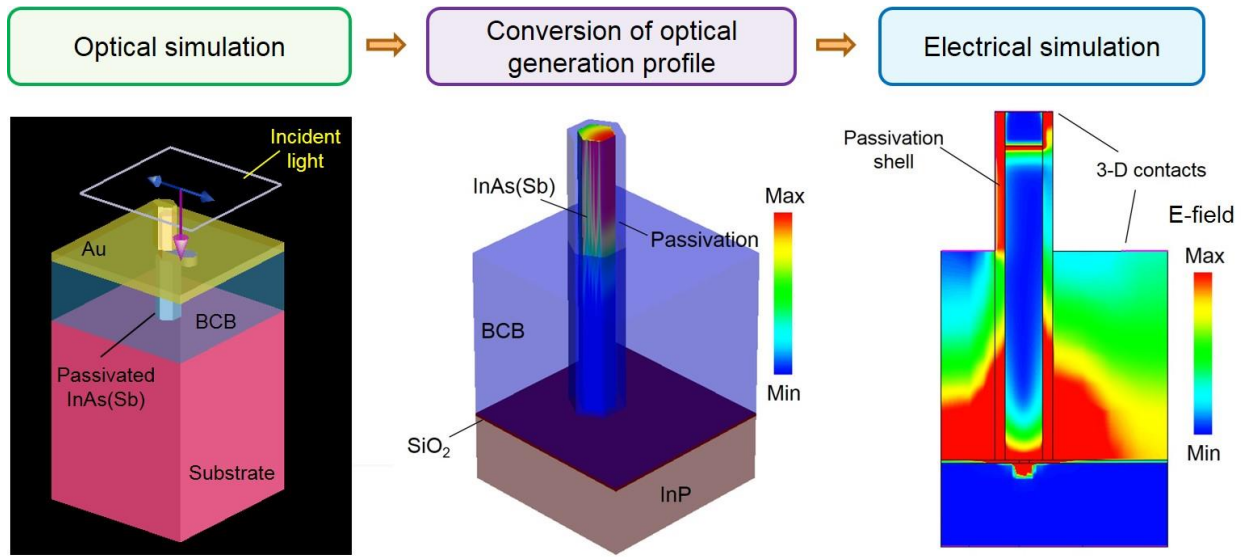 Optical simulation
Conversion of optical
generation profile
Electrical simulation
Incident
light
Au
BCB
Passivated
InAs(Sb)
Substrate
InAs(Sb)
Passivation
BCB
SiO₂
InP
Max
Min
Passivation
shell
3-D contacts
E-field
Max
Min